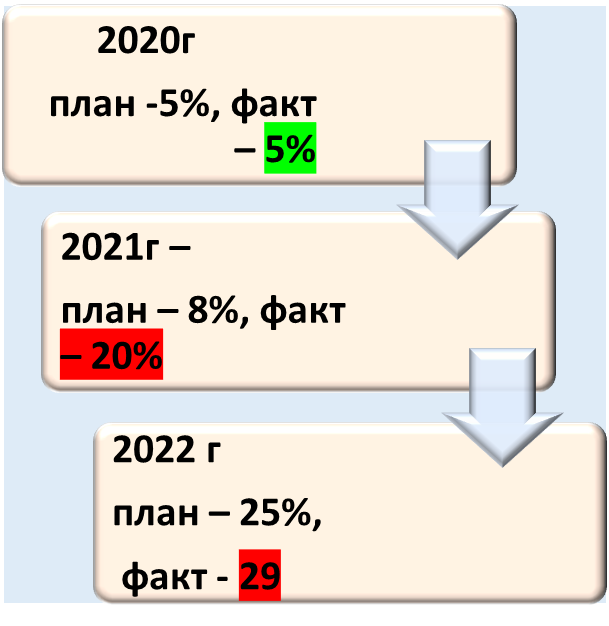 2020г
план -5%, факт
– 5%
2021г –
план – 8%, факт
– 20%
2022 г
план – 25%,
факт - 29